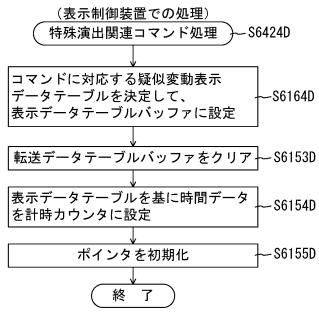 (表示制御装置での処理)
特殊演出関連コマンド処理
S6424D
コマンドに対応する疑似変動表示
データテーブルを決定して、
表示データテーブルバッファに設定
S6164D
転送データテーブルバッファをクリア
S6153D
表示データテーブルを基に時間データ
を計時カウンタに設定
S6154D
ポインタを初期化
S6155D
終 了